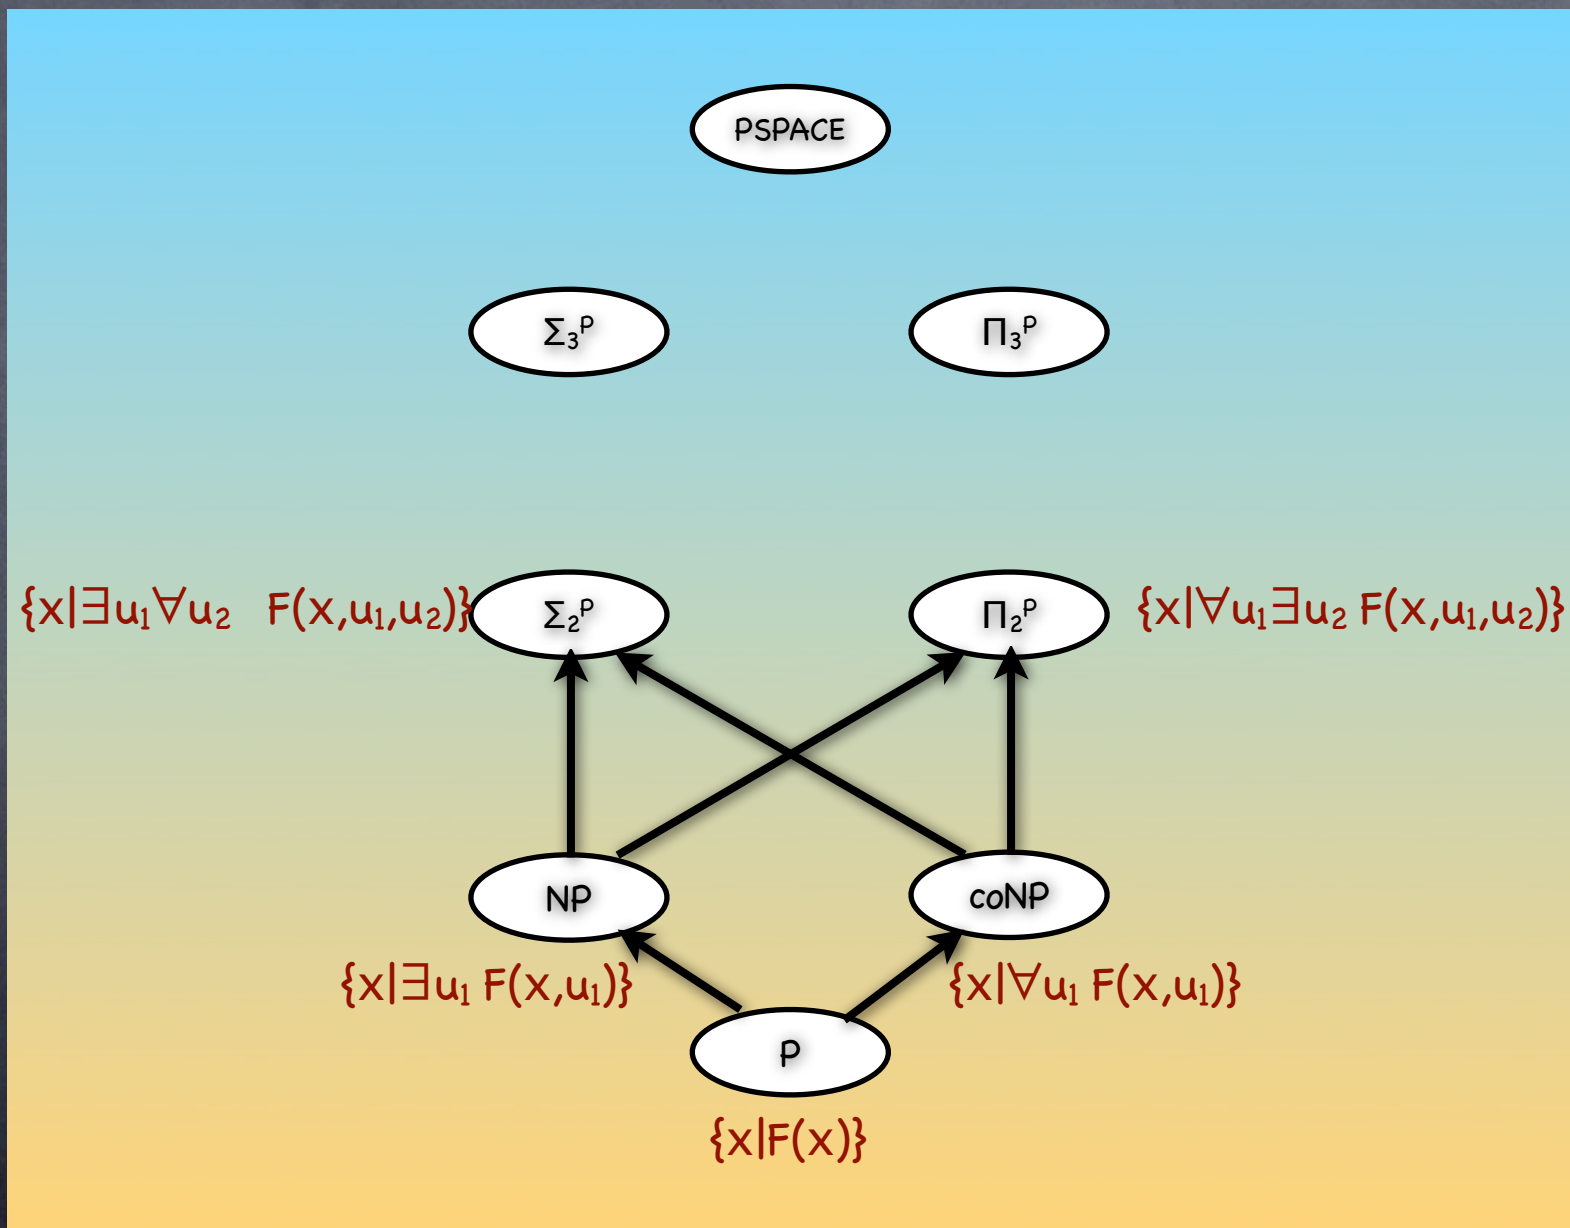 PSPACE
Σ₃ᴾ
Π₃ᴾ
{x|∃u₁∀u₂ F(x,u₁,u₂)}
Σ₂ᴾ
Π₂ᴾ
{x|∀u₁∃u₂ F(x,u₁,u₂)}
NP
coNP
{x|∃u₁ F(x,u₁)}
{x|∀u₁ F(x,u₁)}
P
{x|F(x)}